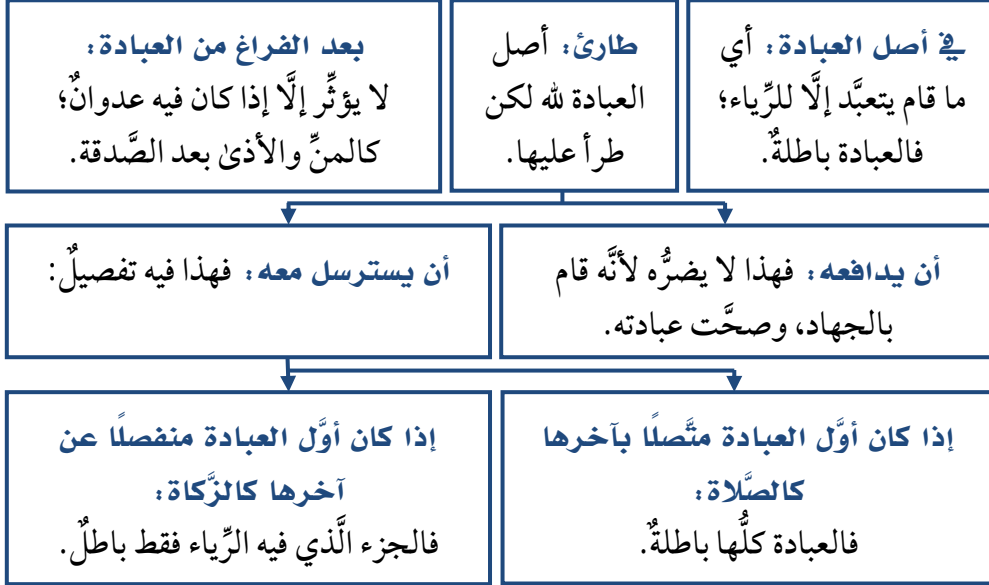 في أصل العبادة: أي
ما قام يتعبَّد إلَّا للرِّياء؛
فالعبادة باطلةٌ.
طارئ: أصل
العبادة لله لكن
طرأ عليها.
بعد الفراغ من العبادة:
لا يؤثِّر إلَّا إذا كان فيه عدوانٌ؛
كالمنِّ والأذىٰ بعد الصَّدقة.
أن يدافعه: فهذا لا يضرُّه لأنَّه قام
بالجهاد، وصحَّت عبادته.
أن يسترسل معه: فهذا فيه تفصيلٌ:
إذا كان أوَّل العبادة متَّصلًا بآخرها
كالصَّلاة:
فالعبادة كلُّها باطلةٌ.
إذا كان أوَّل العبادة منفصلًا عن
آخرها كالزَّكاة:
فالجزء الَّذي فيه الرِّياء فقط باطلٌ.